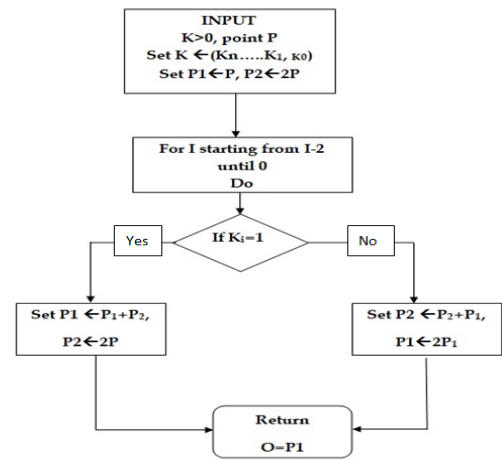 INPUT
K>0, point P
Set K ←(Kn…..K₁, K0)
Set P1←P, P2←2P
For I starting from I-2
until 0
Do
If Kᵢ=1
Yes
No
Set P1 ←P₁+P₂,
P2←2P
Set P2 ←P₂+P₁,
P1←2P₁
Return
O=P1